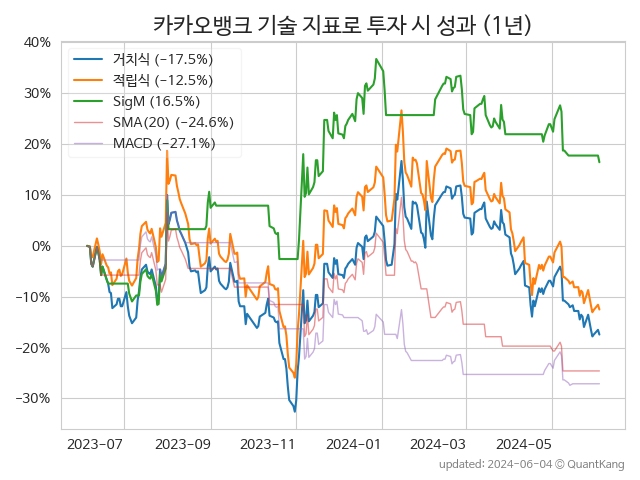 카카오뱅크 기술 지표로 투자 시 성과 (1년)
거치식 (−17.5%)
적립식 (−12.5%)
SigM (16.5%)
SMA(20) (−24.6%)
MACD (−27.1%)
40%
30%
20%
10%
0%
−10%
−20%
−30%
2023-07 2023-09 2023-11 2024-01 2024-03 2024-05
updated: 2024-06-04 ⓒ QuantKang